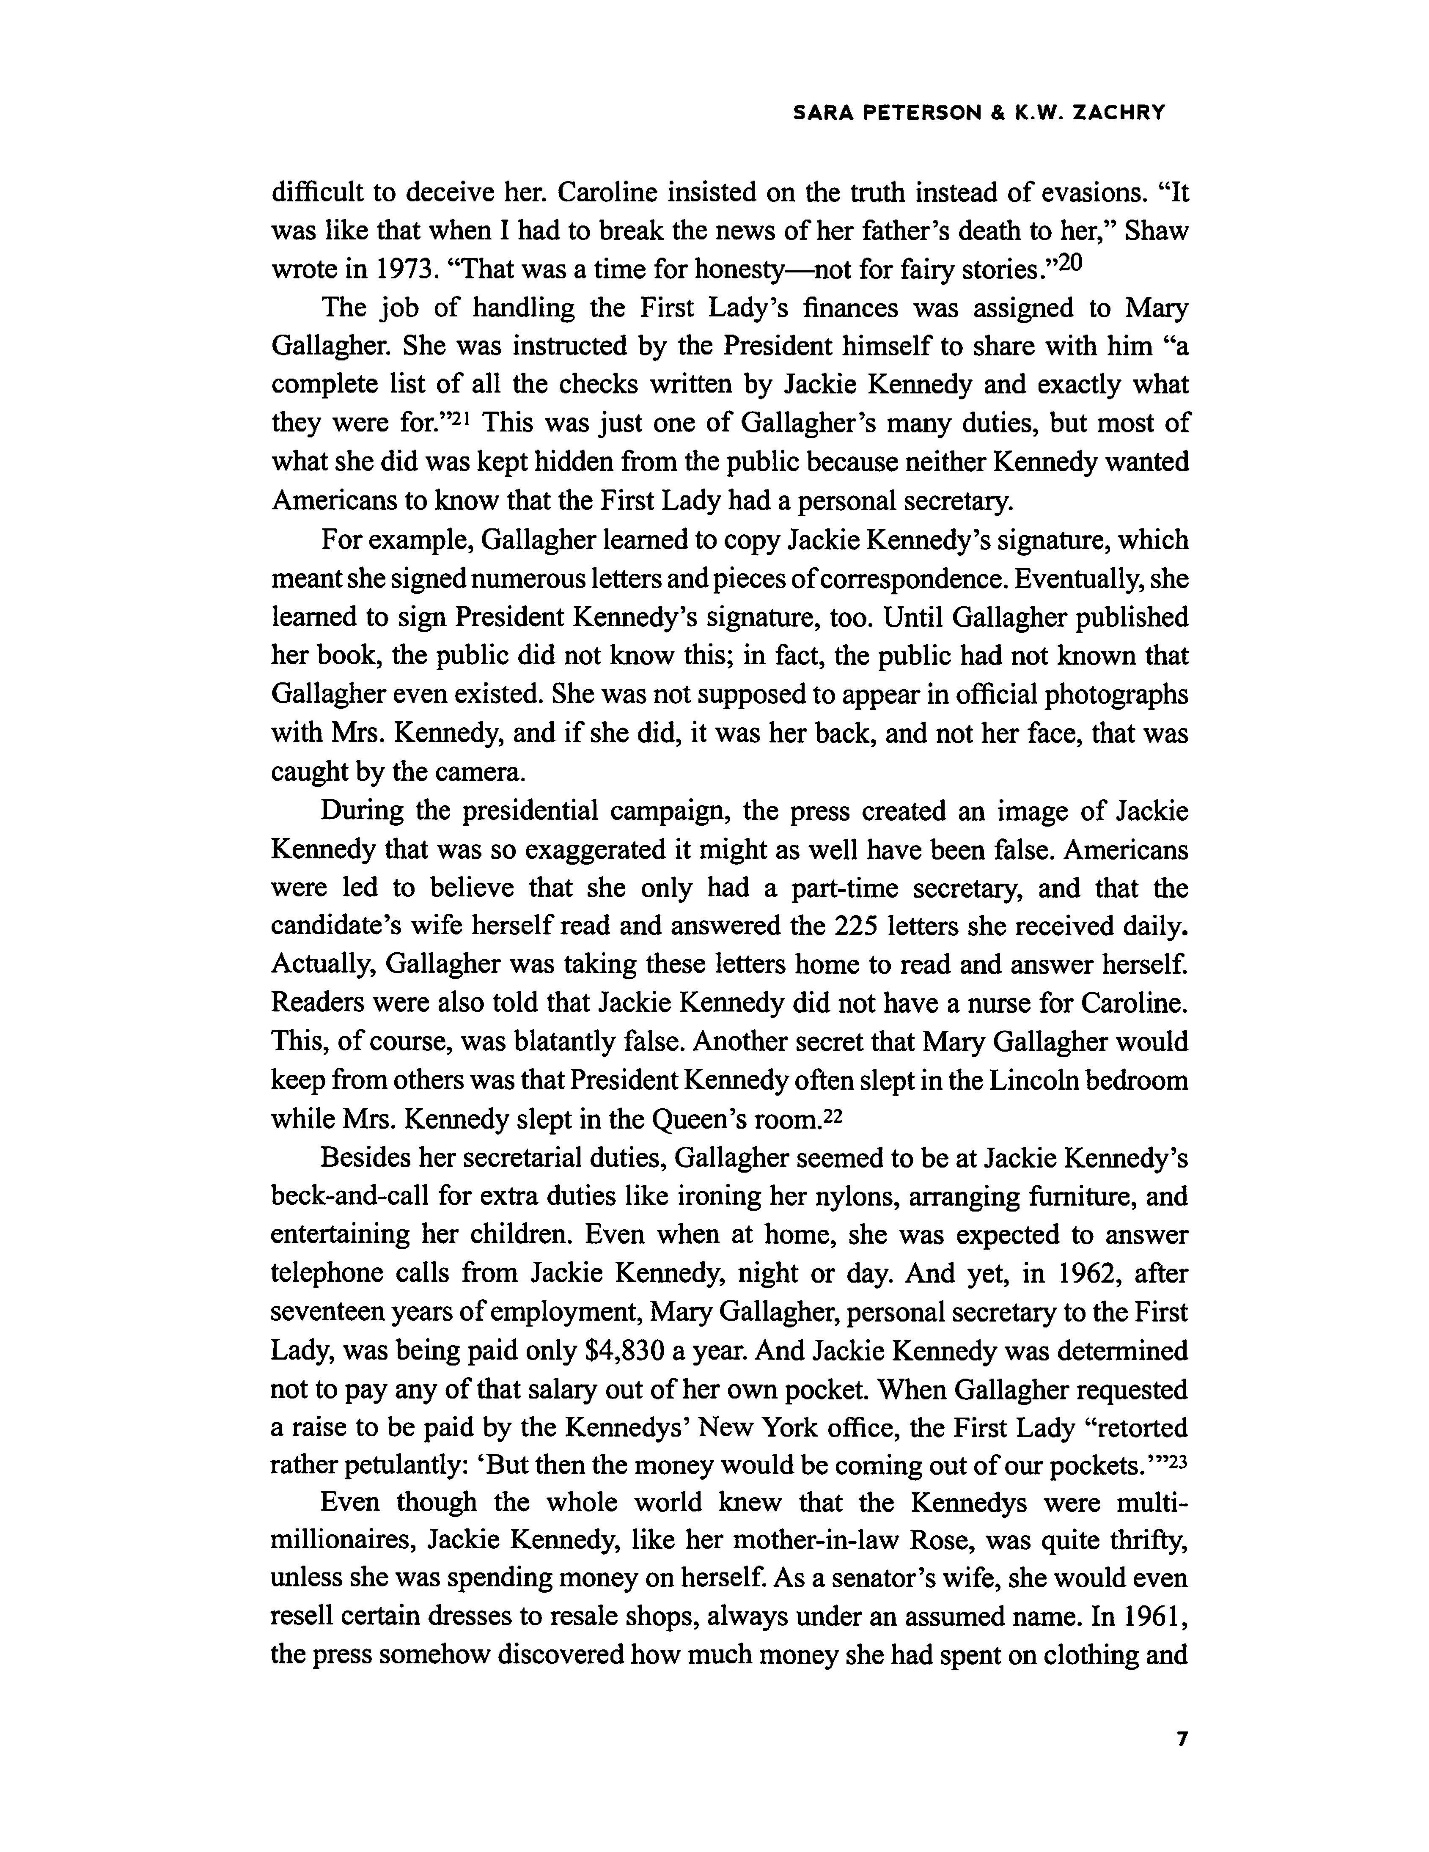 SARA PETERSON & K.W. ZACHRY
difficult to deceive her. Caroline insisted on the truth instead of evasions. “It
was like that when I had to break the news of her father’s death to her,” Shaw
wrote in 1973. “That was a time for honesty—not for fairy stories.”20
The job of handling the First Lady’s finances was assigned to Mary
Gallagher. She was instructed by the President himself to share with him “a
complete list of all the checks written by Jackie Kennedy and exactly what
they were for.”21 This was just one of Gallagher’s many duties, but most of
what she did was kept hidden from the public because neither Kennedy wanted
Americans to know that the First Lady had a personal secretary.
For example, Gallagher learned to copy Jackie Kennedy’s signature, which
meant she signed numerous letters and pieces of correspondence. Eventually, she
learned to sign President Kennedy’s signature, too. Until Gallagher published
her book, the public did not know this; in fact, the public had not known that
Gallagher even existed. She was not supposed to appear in official photographs
with Mrs. Kennedy, and if she did, it was her back, and not her face, that was
caught by the camera.
During the presidential campaign, the press created an image of Jackie
Kennedy that was so exaggerated it might as well have been false. Americans
were led to believe that she only had a part-time secretary, and that the
candidate’s wife herself read and answered the 225 letters she received daily.
Actually, Gallagher was taking these letters home to read and answer herself.
Readers were also told that Jackie Kennedy did not have a nurse for Caroline.
This, of course, was blatantly false. Another secret that Mary Gallagher would
keep from others was that President Kennedy often slept in the Lincoln bedroom
while Mrs. Kennedy slept in the Queen’s room.22
Besides her secretarial duties, Gallagher seemed to be at Jackie Kennedy’s
beck-and-call for extra duties like ironing her nylons, arranging furniture, and
entertaining her children. Even when at home, she was expected to answer
telephone calls from Jackie Kennedy, night or day. And yet, in 1962, after
seventeen years of employment, Mary Gallagher, personal secretary to the First
Lady, was being paid only $4,830 a year. And Jackie Kennedy was determined
not to pay any of that salary out of her own pocket. When Gallagher requested
a raise to be paid by the Kennedys’ New York office, the First Lady “retorted
rather petulantly: ‘But then the money would be coming out of our pockets.’”23
Even though the whole world knew that the Kennedys were multi-
millionaires, Jackie Kennedy, like her mother-in-law Rose, was quite thrifty,
unless she was spending money on herself. As a senator’s wife, she would even
resell certain dresses to resale shops, always under an assumed name. In 1961,
the press somehow discovered how much money she had spent on clothing and
7